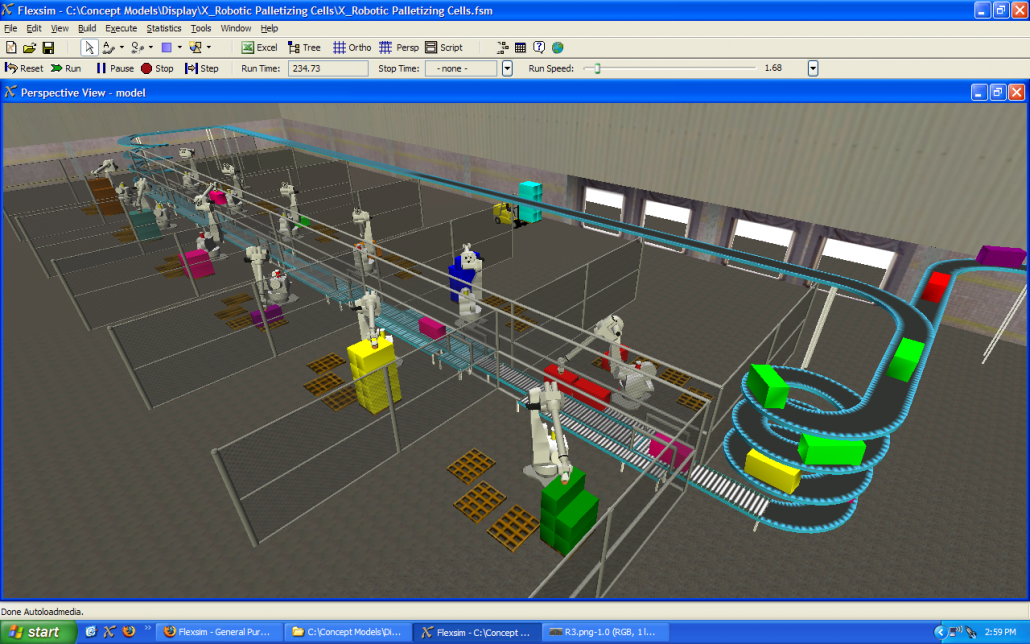 Flexsim - C:\Concept Models\Display\X_Robotic Palletizing Cells\X_Robotic Palletizing Cells.fsm
File Edit View Build Execute Statistics Tools Window Help
Excel Tree Ortho Persp Script
Reset Run Pause Stop Step Run Time: 234.73 Stop Time: - none - Run Speed: 1.68
Perspective View - model
Done Autoloadmedia.
start » Flexsim - General Pur... C:\Concept Models\Di... Flexsim - C:\Concept ... R3.png-1.0 (RGB, 1 l... 2:59 PM